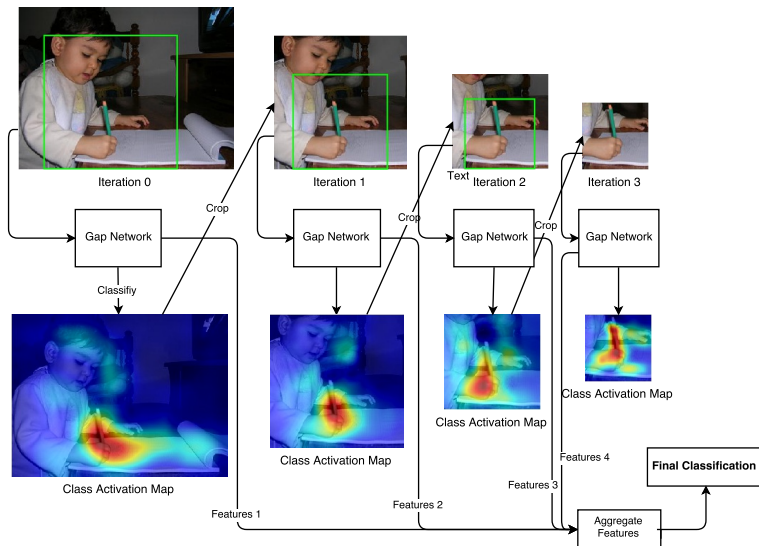 Iteration 0
Iteration 1
Text
Iteration 2
Iteration 3
Crop
Crop
Crop
Gap Network
Gap Network
Gap Network
Gap Network
Classifiy
Class Activation Map
Class Activation Map
Class Activation Map
Class Activation Map
Features 1
Features 2
Features 3
Features 4
Final Classification
Aggregate
Features